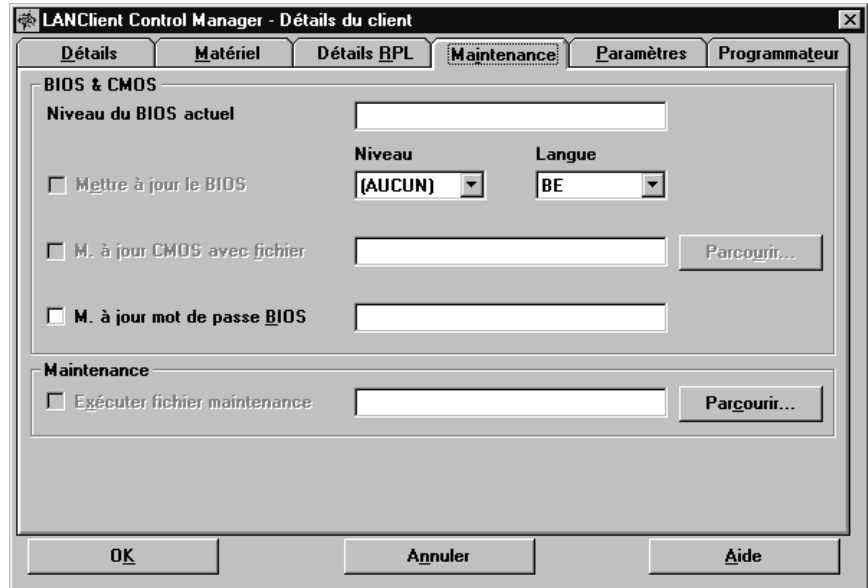 LANClient Control Manager - Détails du client
Détails Matériel Détails RPL Maintenance Paramètres Programmateur
BIOS & CMOS
Niveau du BIOS actuel
Niveau Langue
Mettre à jour le BIOS (AUCUN) BE
M. à jour CMOS avec fichier Parcourir...
M. à jour mot de passe BIOS
Maintenance
Exécuter fichier maintenance Parcourir...
OK Annuler Aide